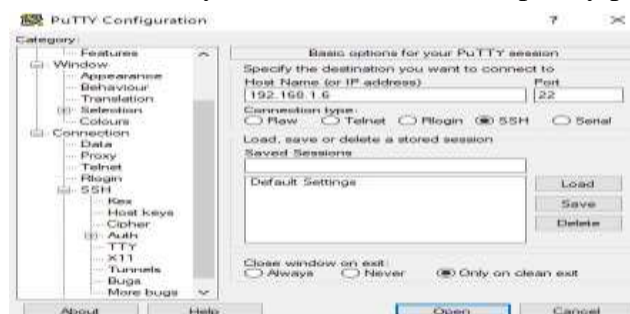 PuTTY Configuration ? ×
Category:
Features
Window
Appearance
Behaviour
Translation
Selection
Colours
Connection
Data
Proxy
Telnet
Rlogin
SSH
Kex
Host keys
Cipher
Auth
TTY
X11
Tunnels
Bugs
More bugs
Basic options for your PuTTY session
Specify the destination you want to connect to
Host Name (or IP address) Port
192.168.1.6 22
Connection type:
Raw Telnet Rlogin SSH Serial
Load, save or delete a stored session
Saved Sessions
Default Settings
Load
Save
Delete
Close window on exit:
Always Never Only on clean exit
About Help Open Cancel